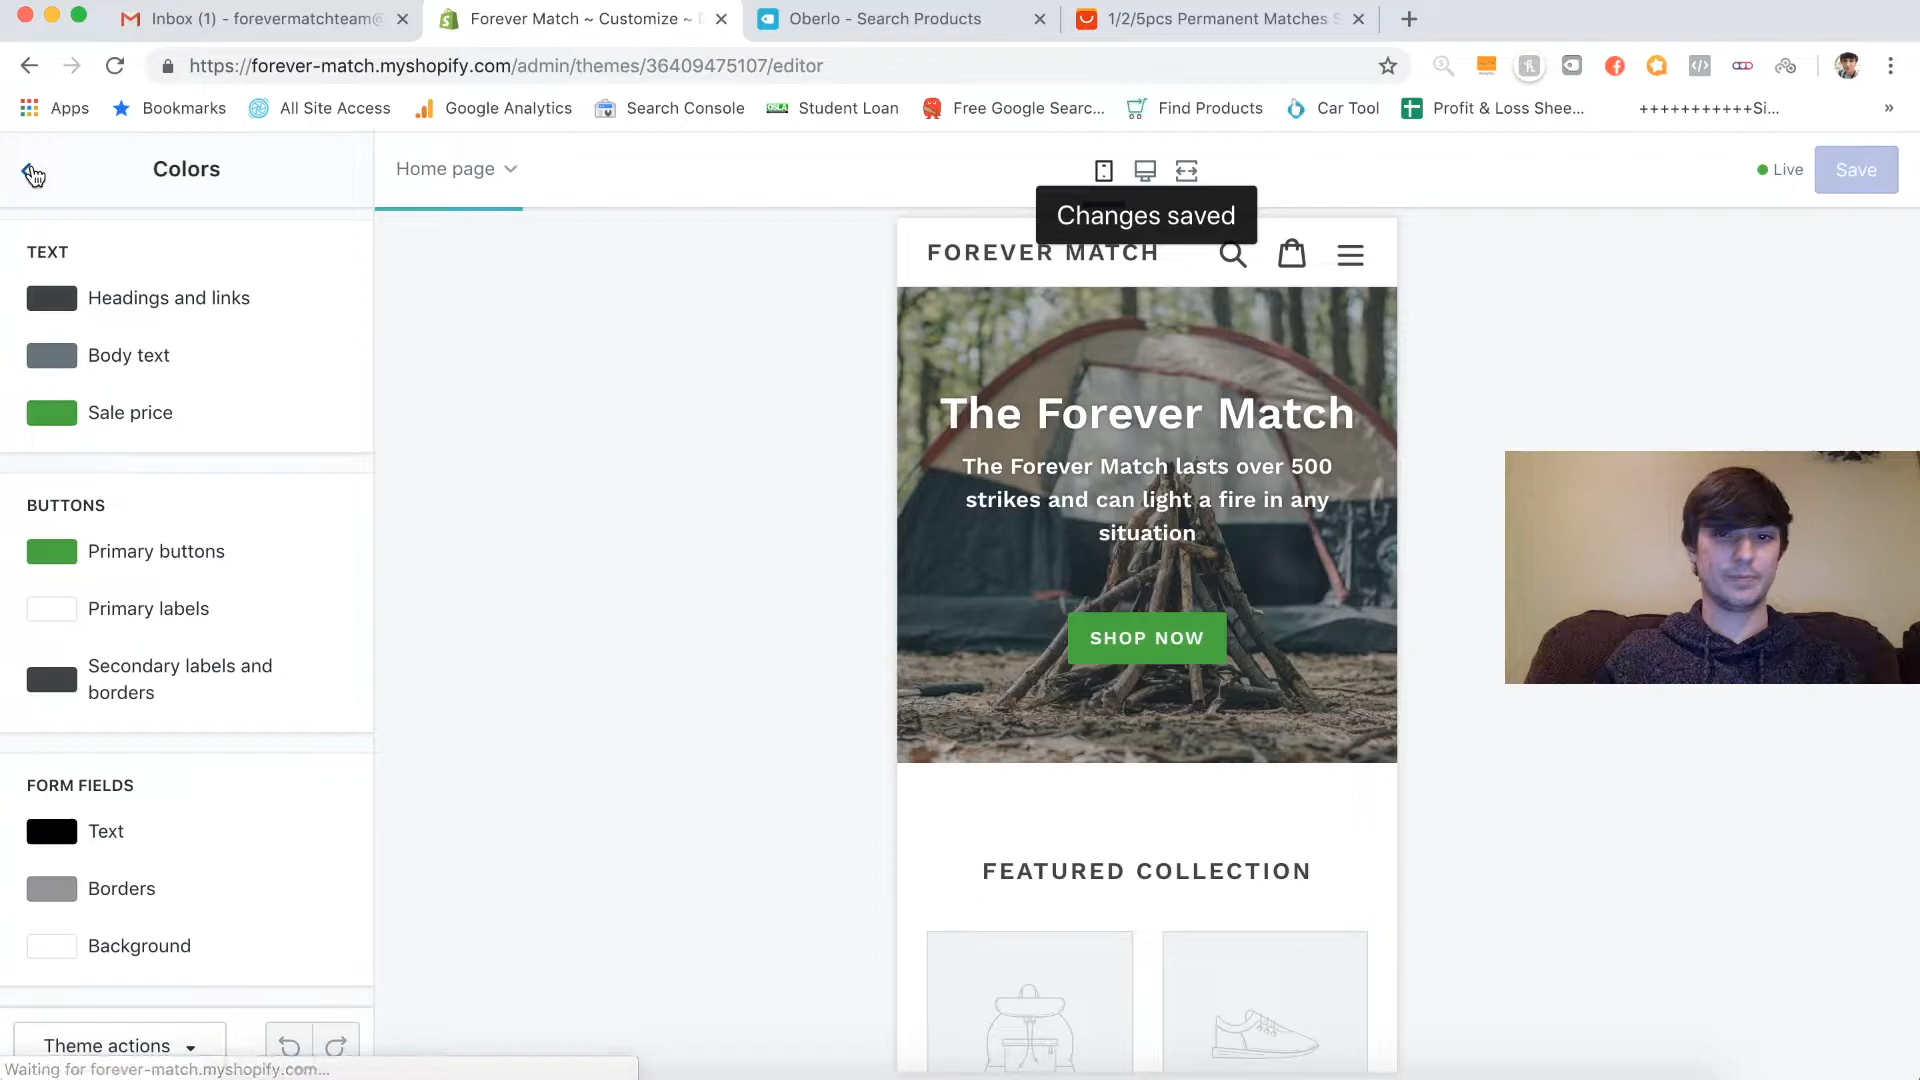 Inbox (1) - forevermatchteam@
Forever Match ~ Customize ~
Oberlo - Search Products
1/2/5pcs Permanent Matches S
https://forever-match.myshopify.com/admin/themes/36409475107/editor
Apps
Bookmarks
All Site Access
Google Analytics
Search Console
Student Loan
Free Google Searc...
Find Products
Car Tool
Profit & Loss Shee...
+++++++++++Si...
»
Colors
Home page
Live
Save
Changes saved
TEXT
Headings and links
Body text
Sale price
BUTTONS
Primary buttons
Primary labels
Secondary labels and
borders
FORM FIELDS
Text
Borders
Background
Theme actions
Waiting for forever-match.myshopify.com...
FOREVER MATCH
The Forever Match
The Forever Match lasts over 500
strikes and can light a fire in any
situation
SHOP NOW
FEATURED COLLECTION